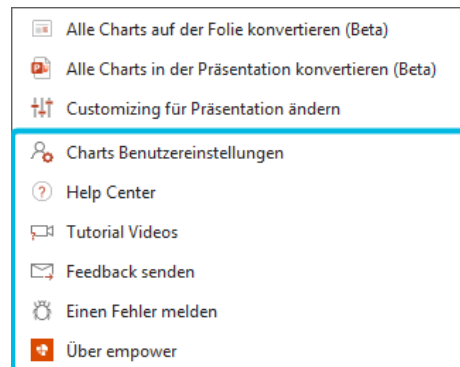 Alle Charts auf der Folie konvertieren (Beta)
Alle Charts in der Präsentation konvertieren (Beta)
Customizing für Präsentation ändern
Charts Benutzereinstellungen
Help Center
Tutorial Videos
Feedback senden
Einen Fehler melden
Über empower